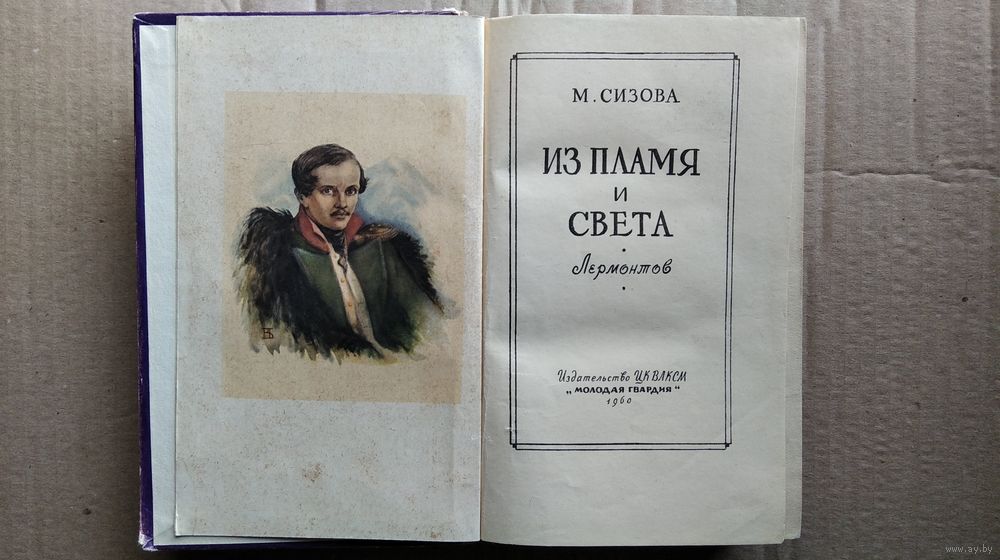 М. СИЗОВА
ИЗ ПЛАМЯ
И
СВЕТА
Лермонтов
Издательство ЦК ВЛКСМ
„МОЛОДАЯ ГВАРДИЯ“
1960
www.ay.by